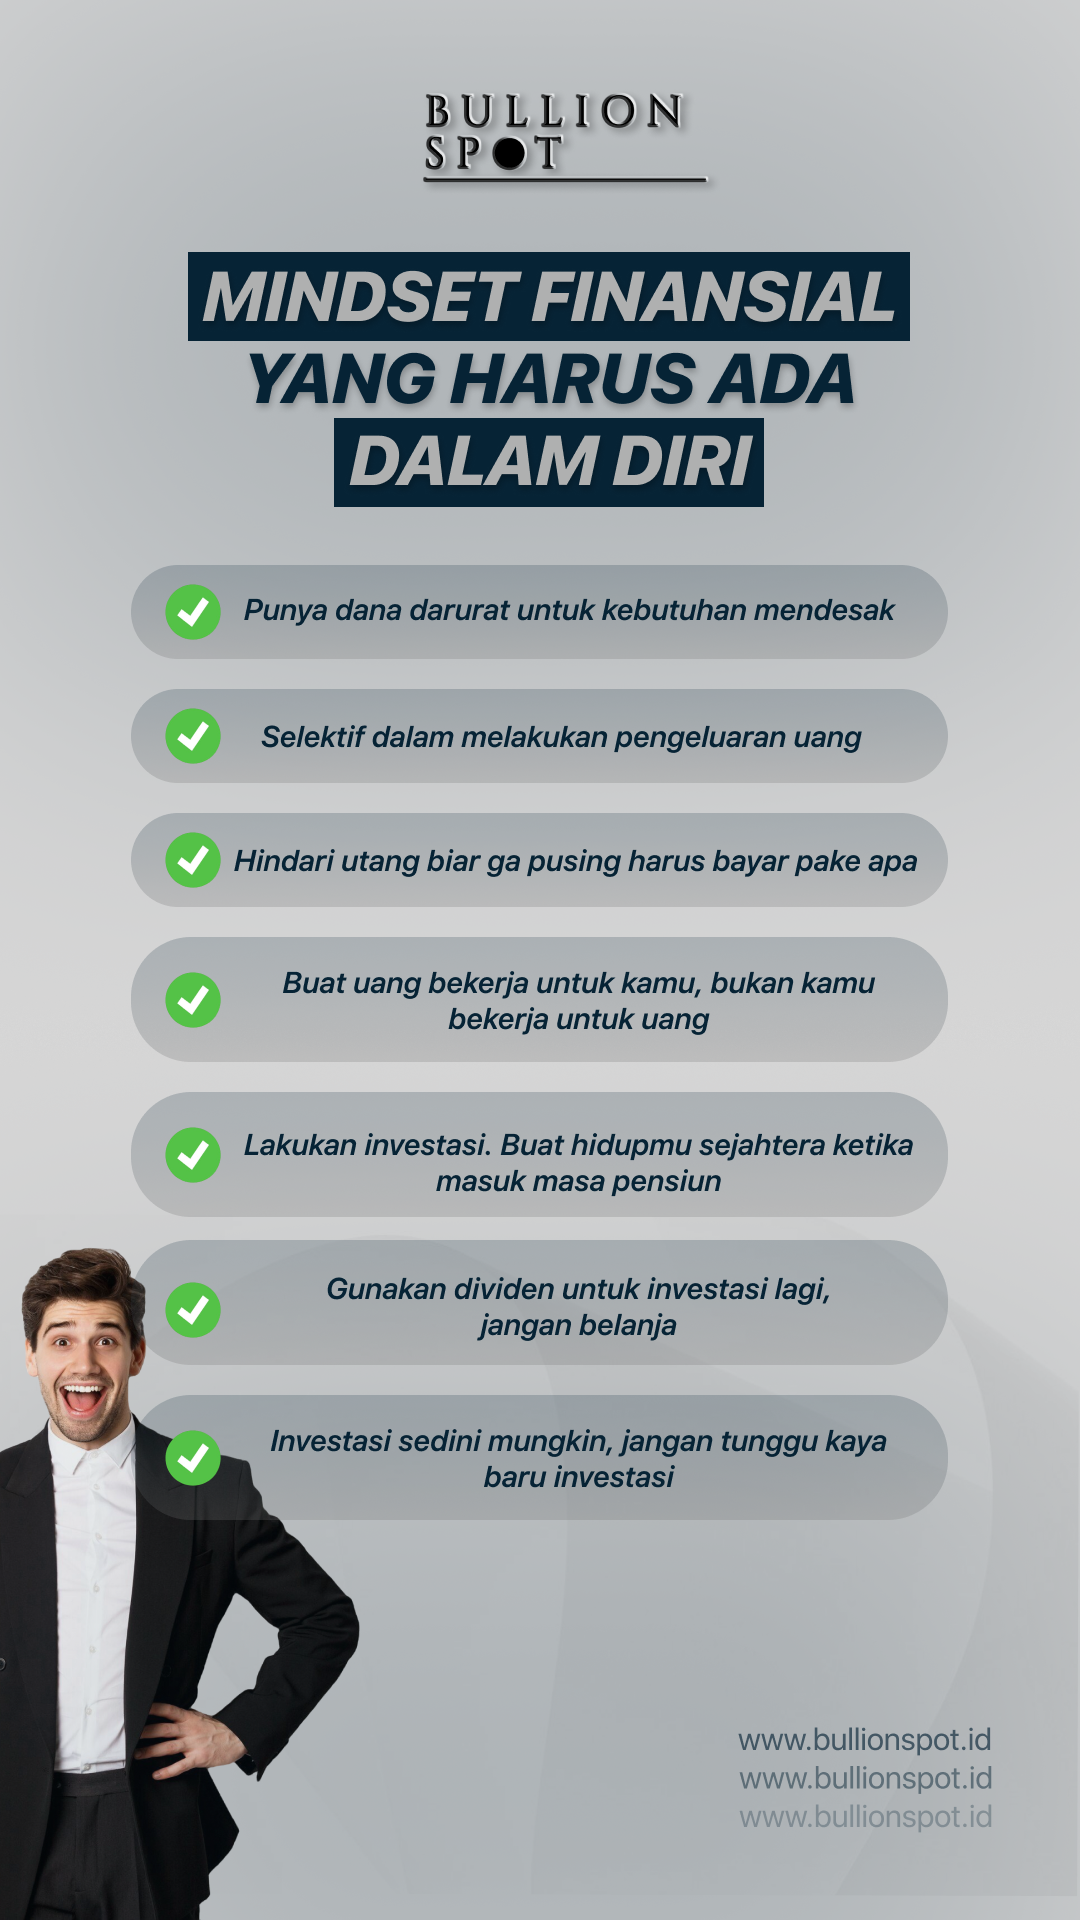 BULLION
SPOT
MINDSET FINANSIAL
YANG HARUS ADA
DALAM DIRI
Punya dana darurat untuk kebutuhan mendesak
Selektif dalam melakukan pengeluaran uang
Hindari utang biar ga pusing harus bayar pake apa
Buat uang bekerja untuk kamu, bukan kamu
bekerja untuk uang
Lakukan investasi. Buat hidupmu sejahtera ketika
masuk masa pensiun
Gunakan dividen untuk investasi lagi,
jangan belanja
Investasi sedini mungkin, jangan tunggu kaya
baru investasi
www.bullionspot.id
www.bullionspot.id
www.bullionspot.id